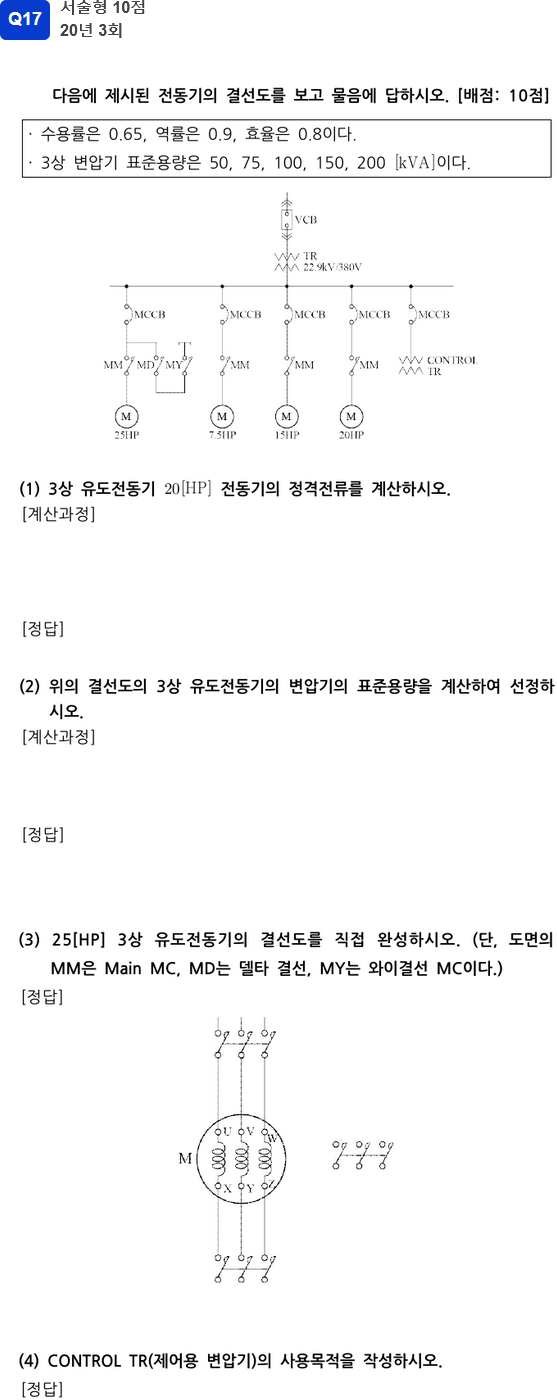 Q17
서술형 10점
20년 3회
다음에 제시된 전동기의 결선도를 보고 물음에 답하시오. [배점: 10점]
· 수용률은 0.65, 역률은 0.9, 효율은 0.8이다.
· 3상 변압기 표준용량은 50, 75, 100, 150, 200 [kVA]이다.
VCB
TR
22.9kV/380V
MCCB MCCB MCCB MCCB MCCB
MM MD MY MM MM MM CONTROL
TR
M M M M
25HP 7.5HP 15HP 20HP
(1) 3상 유도전동기 20[HP] 전동기의 정격전류를 계산하시오.
[계산과정]
[정답]
(2) 위의 결선도의 3상 유도전동기의 변압기의 표준용량을 계산하여 선정하
시오.
[계산과정]
[정답]
(3) 25[HP] 3상 유도전동기의 결선도를 직접 완성하시오. (단, 도면의
MM은 Main MC, MD는 델타 결선, MY는 와이결선 MC이다.)
[정답]
U V W
M
X Y Z
(4) CONTROL TR(제어용 변압기)의 사용목적을 작성하시오.
[정답]